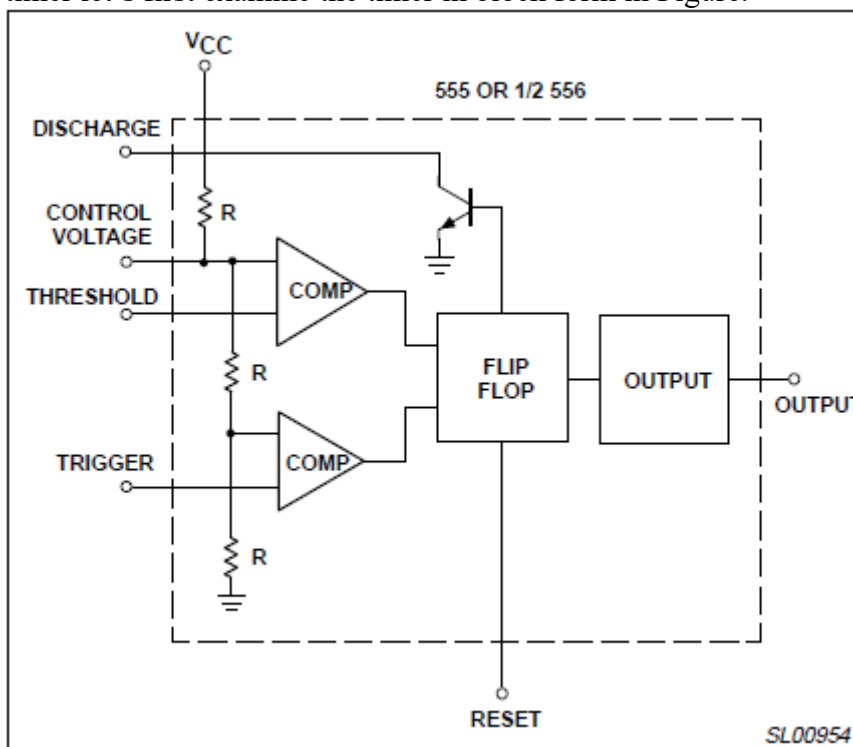 timer let's first examine the timer in block form in Figure.
VCC
555 OR 1/2 556
DISCHARGE
R
CONTROL
VOLTAGE
COMP
THRESHOLD
R
FLIP
FLOP
OUTPUT
OUTPUT
COMP
TRIGGER
R
RESET
SL00954